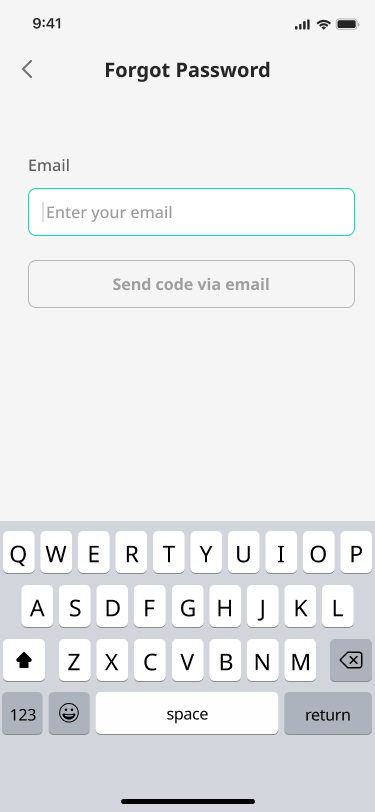 9:41
Forgot Password
Email
Enter your email
Send code via email
Q W E R T Y U I O P
A S D F G H J K L
Z X C V B N M
123 space return